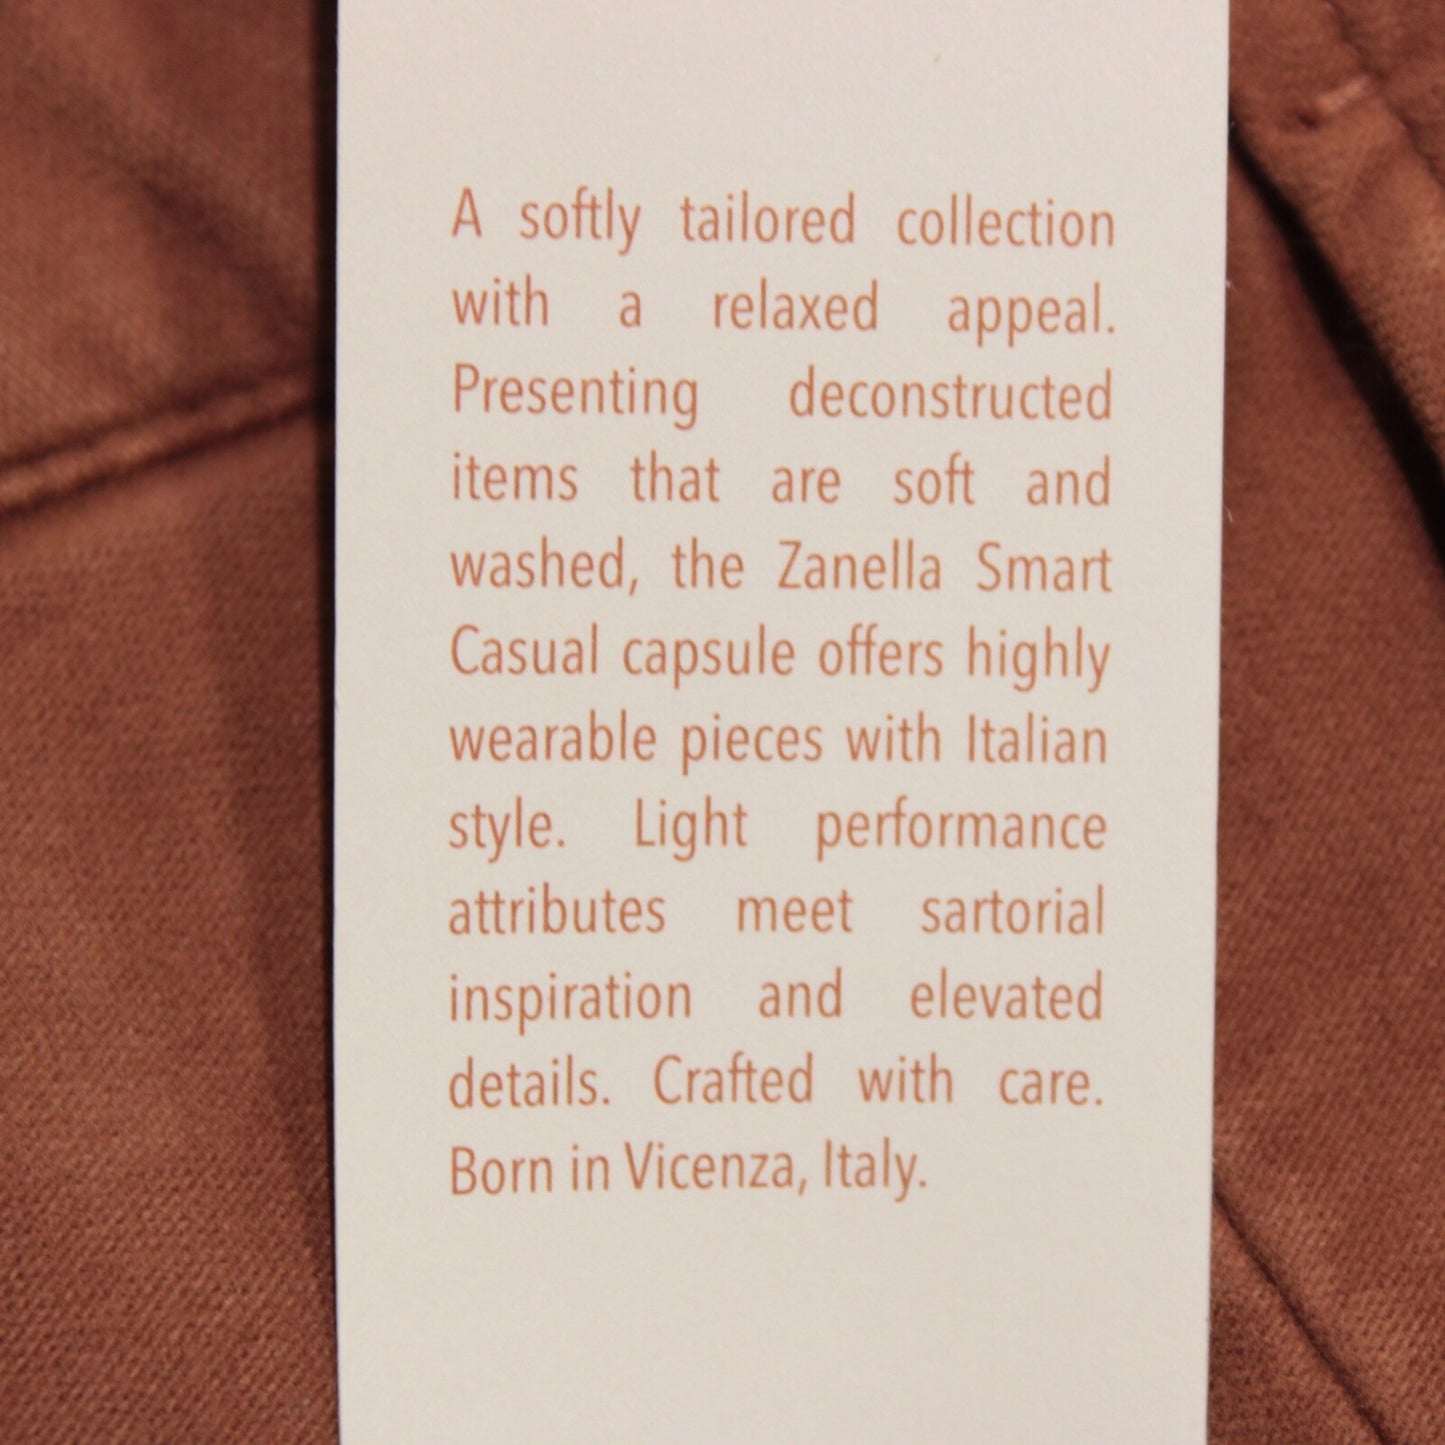 A softly tailored collection
with a relaxed appeal.
Presenting deconstructed
items that are soft and
washed, the Zanella Smart
Casual capsule offers highly
wearable pieces with Italian
style. Light performance
attributes meet sartorial
inspiration and elevated
details. Crafted with care.
Born in Vicenza, Italy.